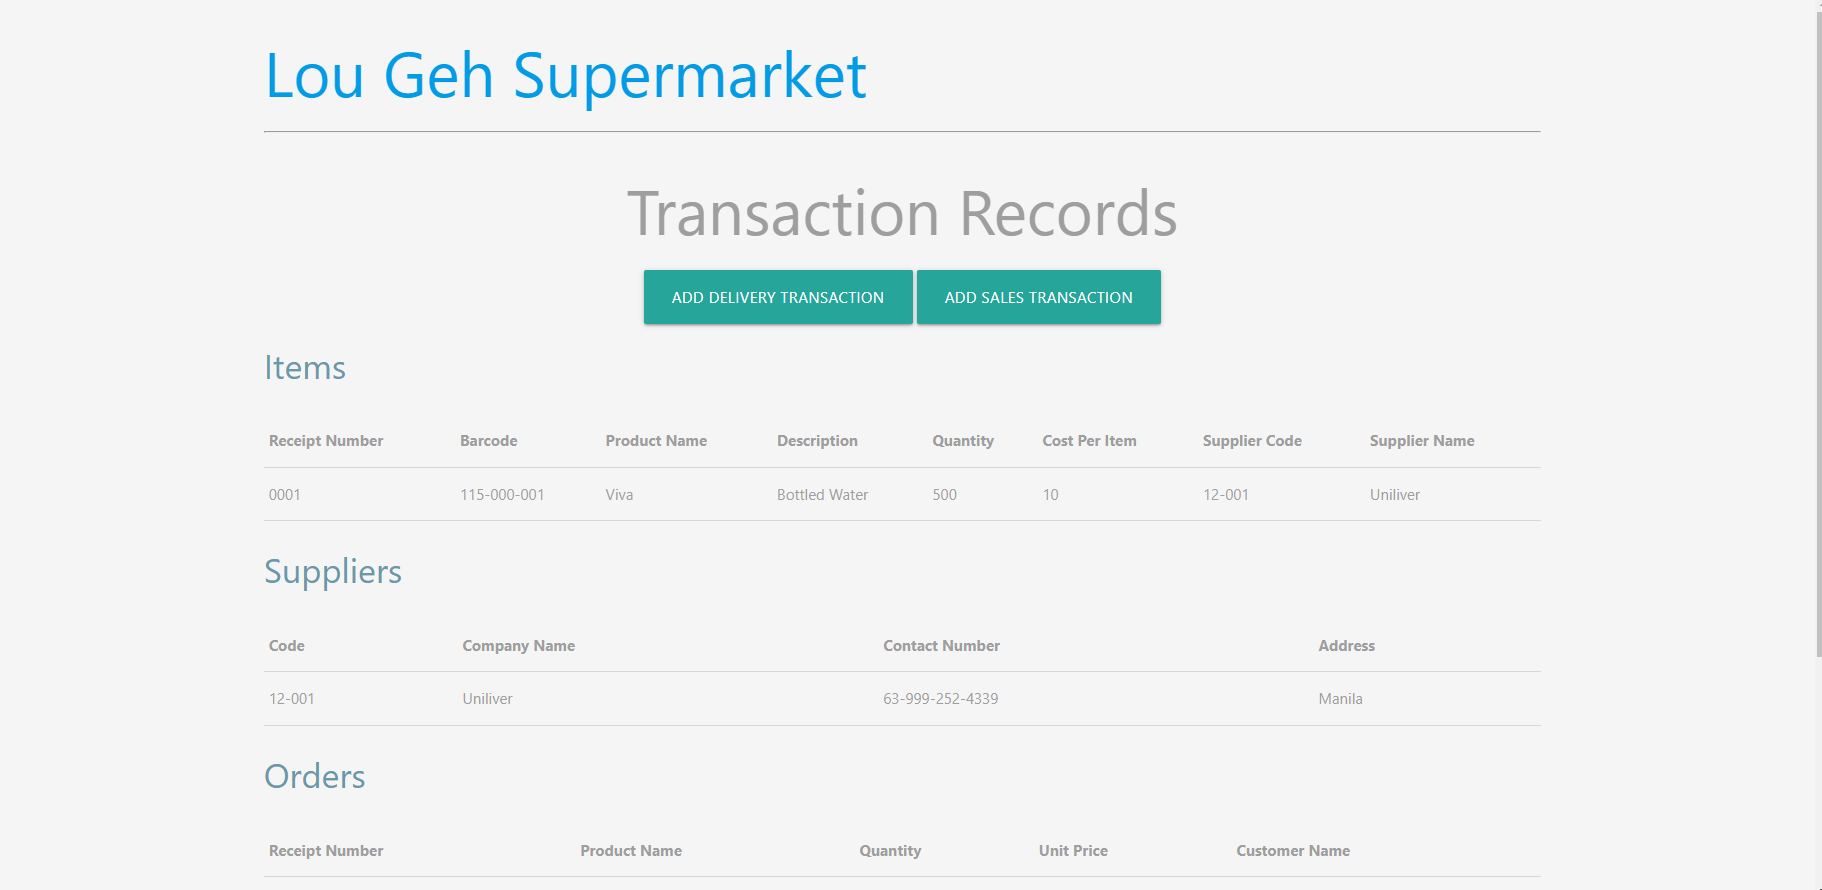 Lou Geh Supermarket
Transaction Records
ADD DELIVERY TRANSACTION ADD SALES TRANSACTION
Items
Receipt Number Barcode Product Name Description Quantity Cost Per Item Supplier Code Supplier Name
0001 115-000-001 Viva Bottled Water 500 10 12-001 Uniliver
Suppliers
Code Company Name Contact Number Address
12-001 Uniliver 63-999-252-4339 Manila
Orders
Receipt Number Product Name Quantity Unit Price Customer Name